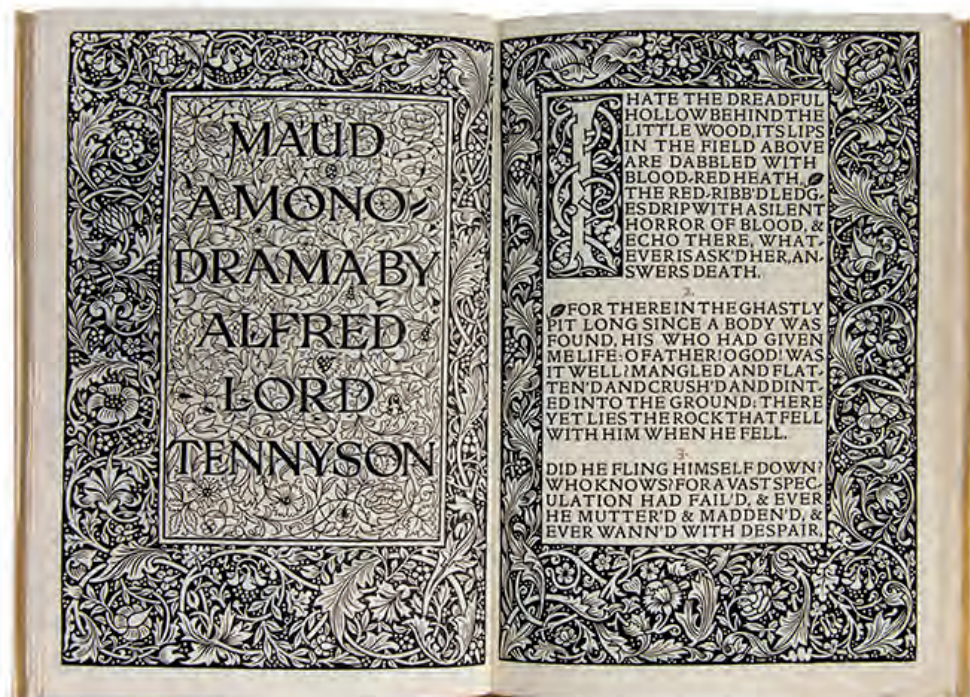 MAUD
A MONO-
DRAMA BY
ALFRED
LORD
TENNYSON
I HATE THE DREADFUL
HOLLOW BEHIND THE
LITTLE WOOD, ITS LIPS
IN THE FIELD ABOVE
ARE DABBLED WITH
BLOOD-RED HEATH,
THE RED-RIBB'D LEDG-
ES DRIP WITH A SILENT
HORROR OF BLOOD, &
ECHO THERE, WHAT-
EVER IS ASK'D HER, AN-
SWERS DEATH.
2.
FOR THERE IN THE GHASTLY
PIT LONG SINCE A BODY WAS
FOUND, HIS WHO HAD GIVEN
ME LIFE: O FATHER! O GOD! WAS
IT WELL? MANGLED AND FLAT-
TEN'D AND CRUSH'D AND DINT-
ED INTO THE GROUND: THERE
YET LIES THE ROCK THAT FELL
WITH HIM WHEN HE FELL.
3.
DID HE FLING HIMSELF DOWN?
WHO KNOWS? FOR A VAST SPEC-
ULATION HAD FAIL'D, & EVER
HE MUTTER'D & MADDEN'D, &
EVER WANN'D WITH DESPAIR,